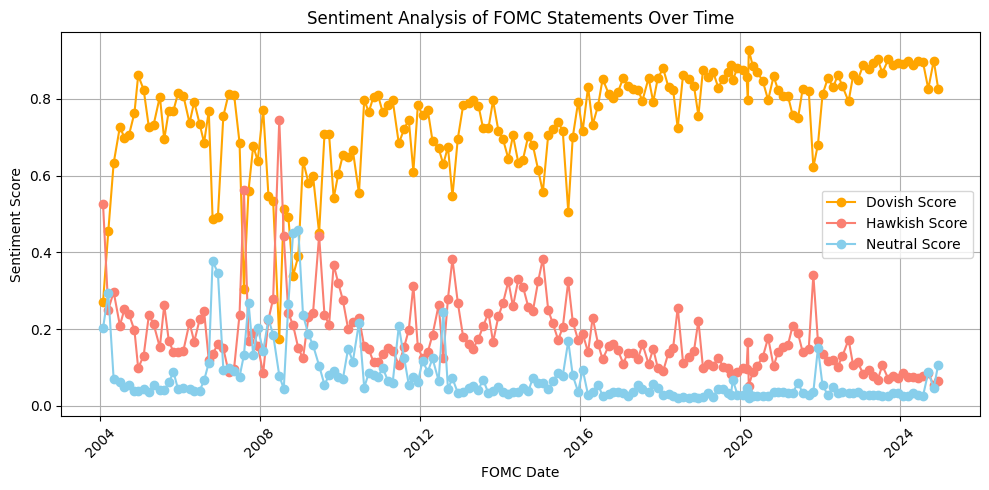 Sentiment Analysis of FOMC Statements Over Time
Sentiment Score
0.8
0.6
0.4
0.2
0.0
Dovish Score
Hawkish Score
Neutral Score
2004
2008
2012
2016
2020
2024
FOMC Date